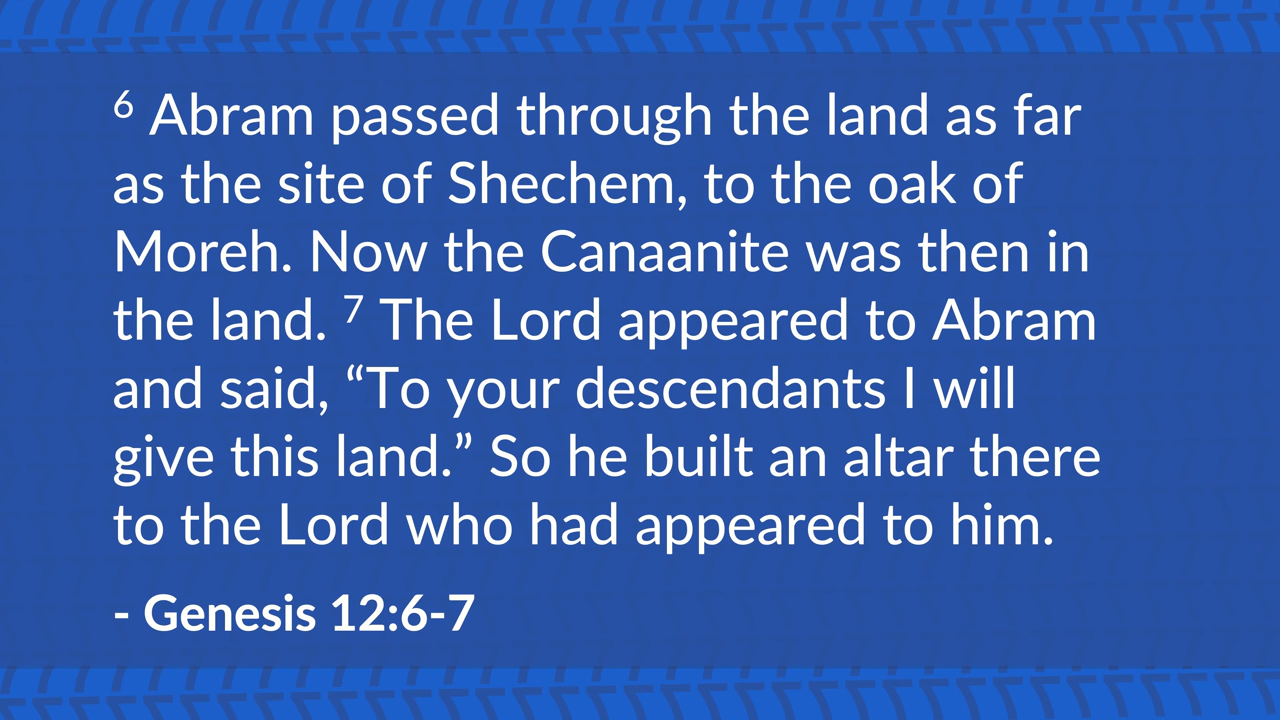 ⁶ Abram passed through the land as far
as the site of Shechem, to the oak of
Moreh. Now the Canaanite was then in
the land. ⁷ The Lord appeared to Abram
and said, “To your descendants I will
give this land.” So he built an altar there
to the Lord who had appeared to him.
- Genesis 12:6-7